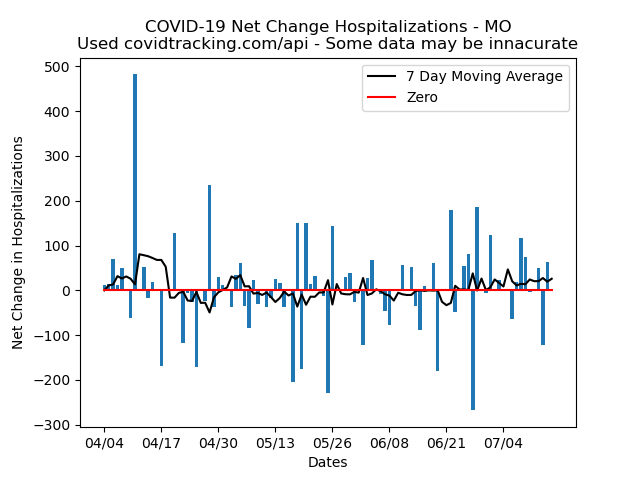 COVID-19 Net Change Hospitalizations - MO
Used covidtracking.com/api - Some data may be innacurate
7 Day Moving Average
Zero
Net Change in Hospitalizations
500
400
300
200
100
0
−100
−200
−300
04/04 04/17 04/30 05/13 05/26 06/08 06/21 07/04
Dates